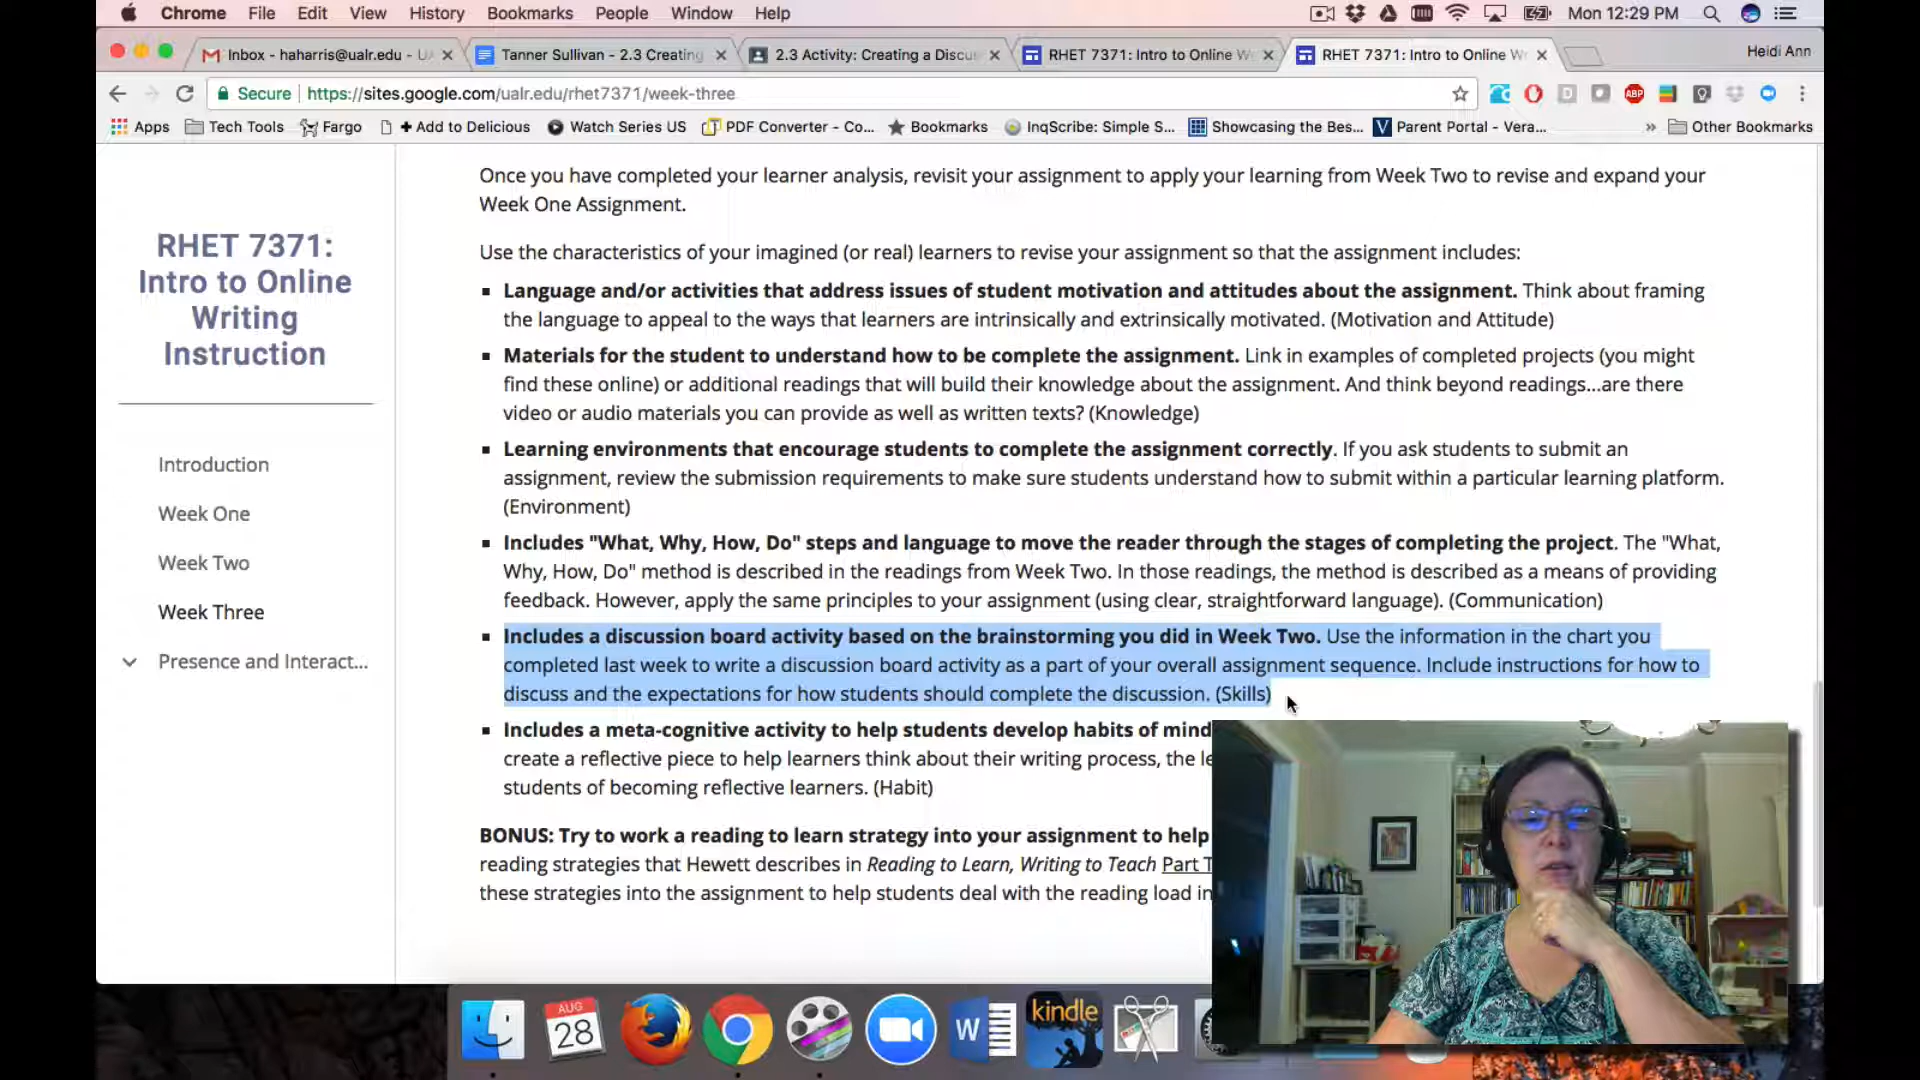 Chrome File Edit View History Bookmarks People Window Help Mon 12:29 PM
Inbox - haharris@ualr.edu - UA
Tanner Sullivan - 2.3 Creating
2.3 Activity: Creating a Discu
RHET 7371: Intro to Online W
RHET 7371: Intro to Online W
Heidi Ann
Secure https://sites.google.com/ualr.edu/rhet7371/week-three
ABP
Apps Tech Tools Fargo + Add to Delicious Watch Series US PDF Converter - Co... Bookmarks InqScribe: Simple S... Showcasing the Bes... Parent Portal - Vera... » Other Bookmarks
RHET 7371:
Intro to Online
Writing
Instruction
Introduction
Week One
Week Two
Week Three
Presence and Interact...
Once you have completed your learner analysis, revisit your assignment to apply your learning from Week Two to revise and expand your
Week One Assignment.
Use the characteristics of your imagined (or real) learners to revise your assignment so that the assignment includes:
Language and/or activities that address issues of student motivation and attitudes about the assignment. Think about framing
the language to appeal to the ways that learners are intrinsically and extrinsically motivated. (Motivation and Attitude)
Materials for the student to understand how to be complete the assignment. Link in examples of completed projects (you might
find these online) or additional readings that will build their knowledge about the assignment. And think beyond readings...are there
video or audio materials you can provide as well as written texts? (Knowledge)
Learning environments that encourage students to complete the assignment correctly. If you ask students to submit an
assignment, review the submission requirements to make sure students understand how to submit within a particular learning platform.
(Environment)
Includes "What, Why, How, Do" steps and language to move the reader through the stages of completing the project. The "What,
Why, How, Do" method is described in the readings from Week Two. In those readings, the method is described as a means of providing
feedback. However, apply the same principles to your assignment (using clear, straightforward language). (Communication)
Includes a discussion board activity based on the brainstorming you did in Week Two. Use the information in the chart you
completed last week to write a discussion board activity as a part of your overall assignment sequence. Include instructions for how to
discuss and the expectations for how students should complete the discussion. (Skills)
Includes a meta-cognitive activity to help students develop habits of mind
create a reflective piece to help learners think about their writing process, the le
students of becoming reflective learners. (Habit)
BONUS: Try to work a reading to learn strategy into your assignment to help
reading strategies that Hewett describes in Reading to Learn, Writing to Teach Part T
these strategies into the assignment to help students deal with the reading load in
AUG
28
W
kindle